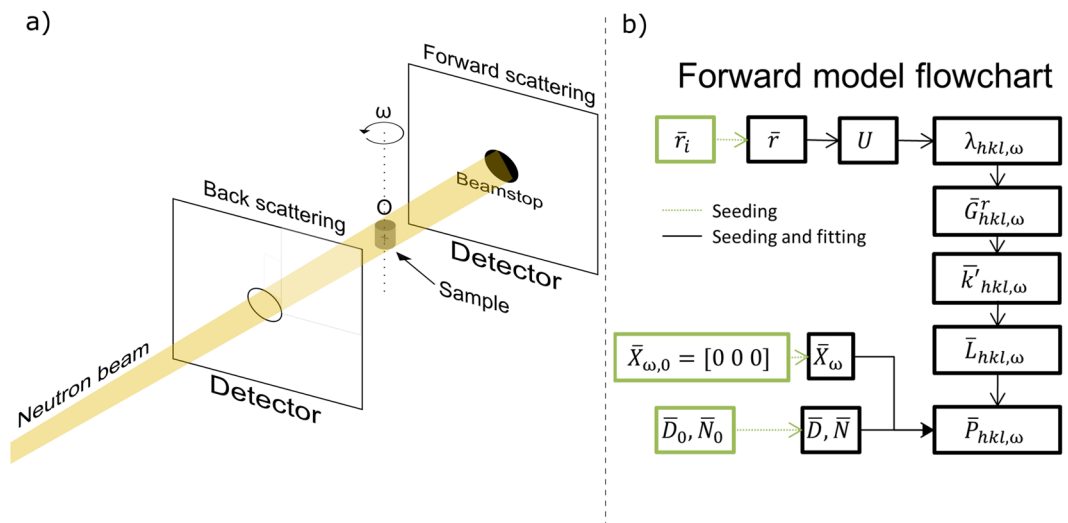 a)
Forward scattering
ω
Beamstop
Back scattering
O
Detector
Sample
Neutron beam
Detector
b)
Forward model flowchart
r̄ᵢ
r̄
U
λₕₖₗ,ω
Ḡʳₕₖₗ,ω
Seeding
Seeding and fitting
k̄′ₕₖₗ,ω
X̄ω,₀ = [0 0 0]
X̄ω
L̄ₕₖₗ,ω
D̄₀, N̄₀
D̄, N̄
P̄ₕₖₗ,ω